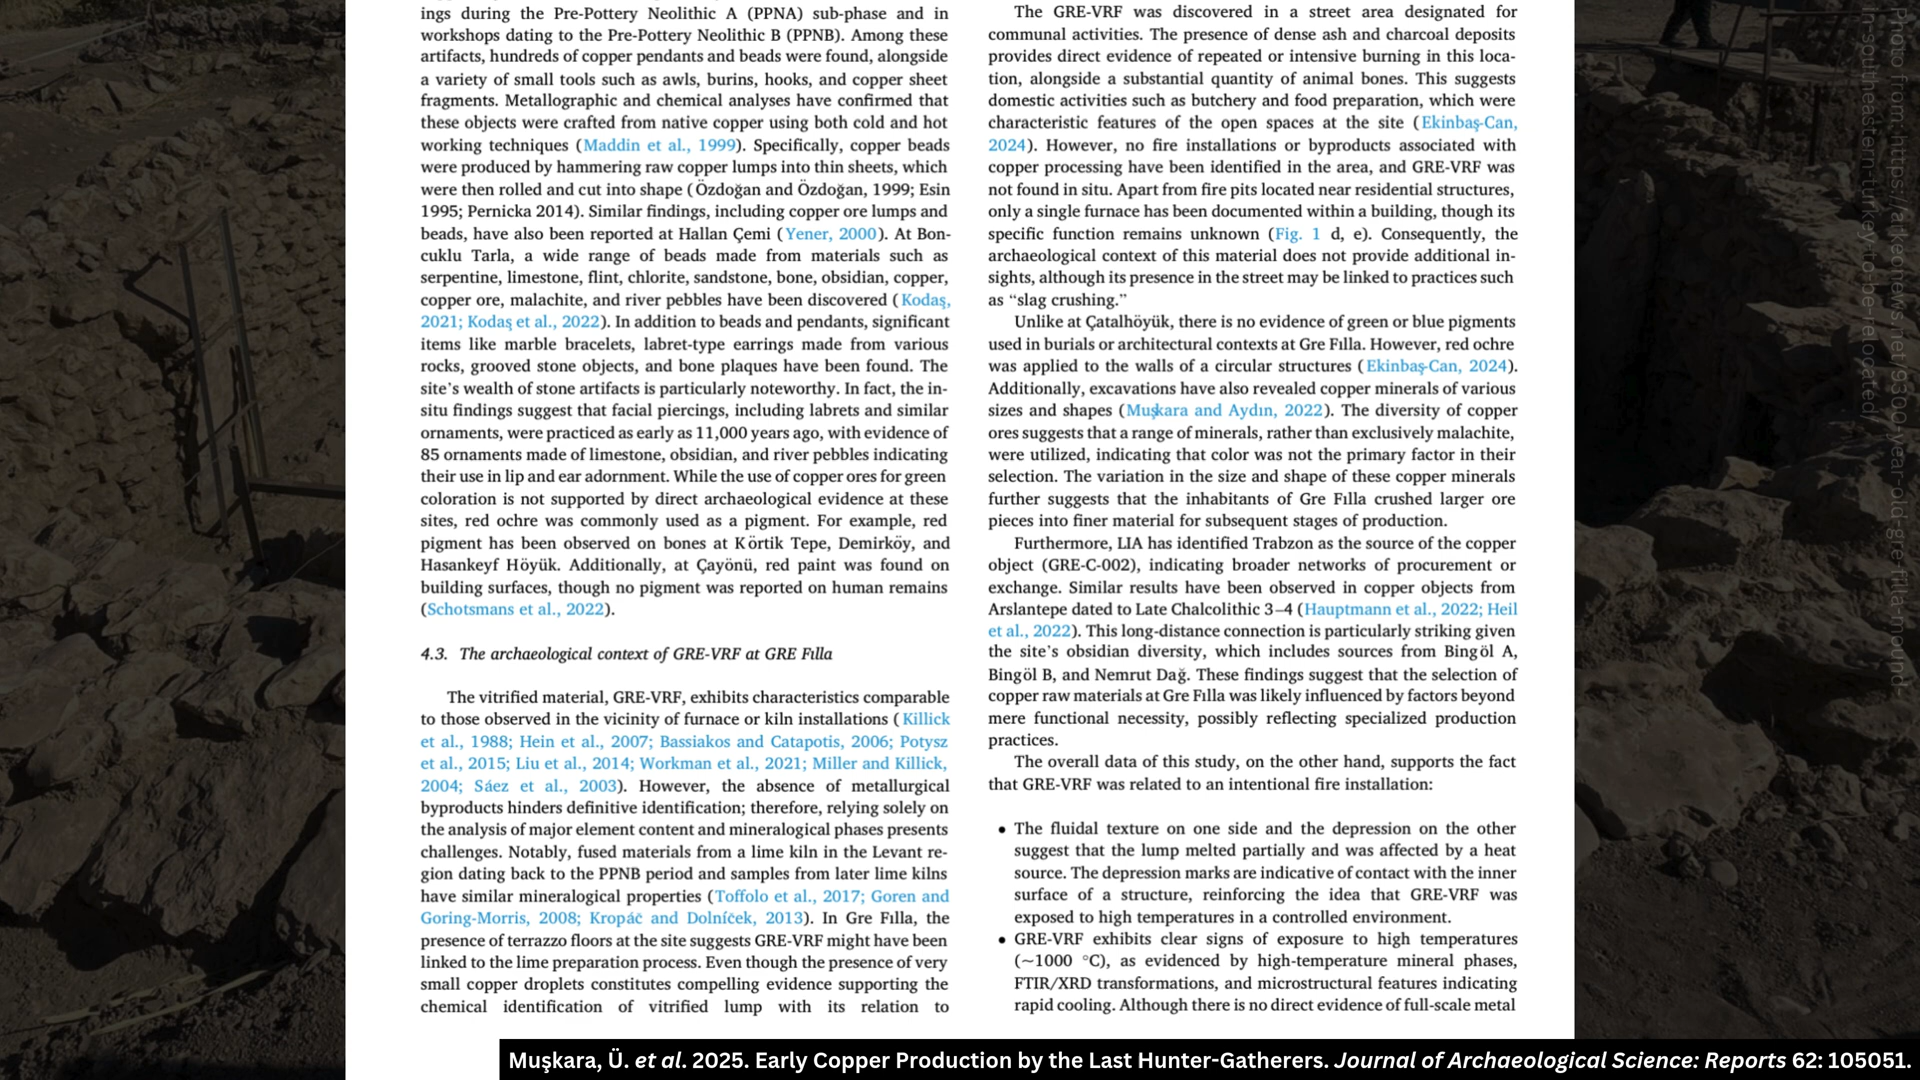 ings during the Pre-Pottery Neolithic A (PPNA) sub-phase and in
workshops dating to the Pre-Pottery Neolithic B (PPNB). Among these
artifacts, hundreds of copper pendants and beads were found, alongside
a variety of small tools such as awls, burins, hooks, and copper sheet
fragments. Metallographic and chemical analyses have confirmed that
these objects were crafted from native copper using both cold and hot
working techniques (Maddin et al., 1999). Specifically, copper beads
were produced by hammering raw copper lumps into thin sheets, which
were then rolled and cut into shape (Özdoğan and Özdoğan, 1999; Esin
1995; Pernicka 2014). Similar findings, including copper ore lumps and
beads, have also been reported at Hallan Çemi (Yener, 2000). At Bon-
cuklu Tarla, a wide range of beads made from materials such as
serpentine, limestone, flint, chlorite, sandstone, bone, obsidian, copper,
copper ore, malachite, and river pebbles have been discovered (Kodaş,
2021; Kodaş et al., 2022). In addition to beads and pendants, significant
items like marble bracelets, labret-type earrings made from various
rocks, grooved stone objects, and bone plaques have been found. The
site's wealth of stone artifacts is particularly noteworthy. In fact, the in-
situ findings suggest that facial piercings, including labrets and similar
ornaments, were practiced as early as 11,000 years ago, with evidence of
85 ornaments made of limestone, obsidian, and river pebbles indicating
their use in lip and ear adornment. While the use of copper ores for green
coloration is not supported by direct archaeological evidence at these
sites, red ochre was commonly used as a pigment. For example, red
pigment has been observed on bones at Körtik Tepe, Demirköy, and
Hasankeyf Höyük. Additionally, at Çayönü, red paint was found on
building surfaces, though no pigment was reported on human remains
(Schotsmans et al., 2022).
4.3. The archaeological context of GRE-VRF at GRE Fılla
The vitrified material, GRE-VRF, exhibits characteristics comparable
to those observed in the vicinity of furnace or kiln installations (Killick
et al., 1988; Hein et al., 2007; Bassiakos and Catapotis, 2006; Potysz
et al., 2015; Liu et al., 2014; Workman et al., 2021; Miller and Killick,
2004; Sáez et al., 2003). However, the absence of metallurgical
byproducts hinders definitive identification; therefore, relying solely on
the analysis of major element content and mineralogical phases presents
challenges. Notably, fused materials from a lime kiln in the Levant re-
gion dating back to the PPNB period and samples from later lime kilns
have similar mineralogical properties (Toffolo et al., 2017; Goren and
Goring-Morris, 2008; Kropáč and Dolníček, 2013). In Gre Fılla, the
presence of terrazzo floors at the site suggests GRE-VRF might have been
linked to the lime preparation process. Even though the presence of very
small copper droplets constitutes compelling evidence supporting the
chemical identification of vitrified lump with its relation to
The GRE-VRF was discovered in a street area designated for
communal activities. The presence of dense ash and charcoal deposits
provides direct evidence of repeated or intensive burning in this loca-
tion, alongside a substantial quantity of animal bones. This suggests
domestic activities such as butchery and food preparation, which were
characteristic features of the open spaces at the site (Ekinbaş-Can,
2024). However, no fire installations or byproducts associated with
copper processing have been identified in the area, and GRE-VRF was
not found in situ. Apart from fire pits located near residential structures,
only a single furnace has been documented within a building, though its
specific function remains unknown (Fig. 1 d, e). Consequently, the
archaeological context of this material does not provide additional in-
sights, although its presence in the street may be linked to practices such
as “slag crushing.”
Unlike at Çatalhöyük, there is no evidence of green or blue pigments
used in burials or architectural contexts at Gre Fılla. However, red ochre
was applied to the walls of a circular structures (Ekinbaş-Can, 2024).
Additionally, excavations have also revealed copper minerals of various
sizes and shapes (Muşkara and Aydın, 2022). The diversity of copper
ores suggests that a range of minerals, rather than exclusively malachite,
were utilized, indicating that color was not the primary factor in their
selection. The variation in the size and shape of these copper minerals
further suggests that the inhabitants of Gre Fılla crushed larger ore
pieces into finer material for subsequent stages of production.
Furthermore, LIA has identified Trabzon as the source of the copper
object (GRE-C-002), indicating broader networks of procurement or
exchange. Similar results have been observed in copper objects from
Arslantepe dated to Late Chalcolithic 3–4 (Hauptmann et al., 2022; Heil
et al., 2022). This long-distance connection is particularly striking given
the site's obsidian diversity, which includes sources from Bingöl A,
Bingöl B, and Nemrut Dağ. These findings suggest that the selection of
copper raw materials at Gre Fılla was likely influenced by factors beyond
mere functional necessity, possibly reflecting specialized production
practices.
The overall data of this study, on the other hand, supports the fact
that GRE-VRF was related to an intentional fire installation:
• The fluidal texture on one side and the depression on the other
suggest that the lump melted partially and was affected by a heat
source. The depression marks are indicative of contact with the inner
surface of a structure, reinforcing the idea that GRE-VRF was
exposed to high temperatures in a controlled environment.
• GRE-VRF exhibits clear signs of exposure to high temperatures
(~1000 °C), as evidenced by high-temperature mineral phases,
FTIR/XRD transformations, and microstructural features indicating
rapid cooling. Although there is no direct evidence of full-scale metal
Photo from: https://arkeonews.net/9300-year-old-gre-filla-mound-
in-southeastern-turkey-to-be-relocated/
Muşkara, Ü. et al. 2025. Early Copper Production by the Last Hunter-Gatherers. Journal of Archaeological Science: Reports 62: 105051.